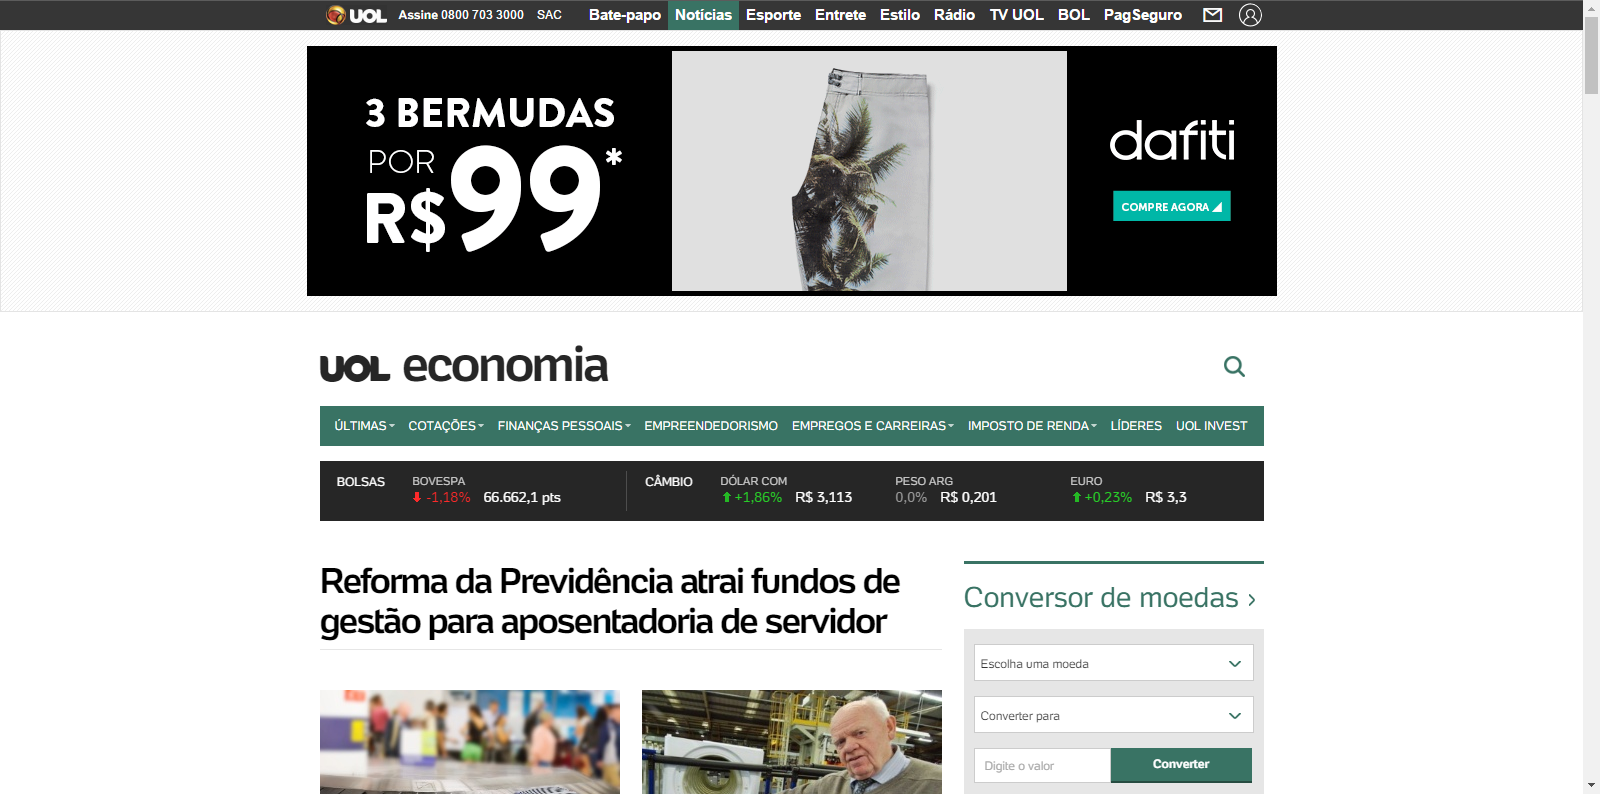 UOL Assine 0800 703 3000 SAC Bate-papo Notícias Esporte Entrete Estilo Rádio TV UOL BOL PagSeguro
3 BERMUDAS
POR
R$99*
dafiti
COMPRE AGORA
UOL economia
ÚLTIMAS COTAÇÕES FINANÇAS PESSOAIS EMPREENDEDORISMO EMPREGOS E CARREIRAS IMPOSTO DE RENDA LÍDERES UOL INVEST
BOLSAS BOVESPA CÂMBIO DÓLAR COM PESO ARG EURO
-1,18% 66.662,1 pts +1,86% R$ 3,113 0,0% R$ 0,201 +0,23% R$ 3,3
Reforma da Previdência atrai fundos de
gestão para aposentadoria de servidor
Conversor de moedas ›
Escolha uma moeda
Converter para
Digite o valor Converter